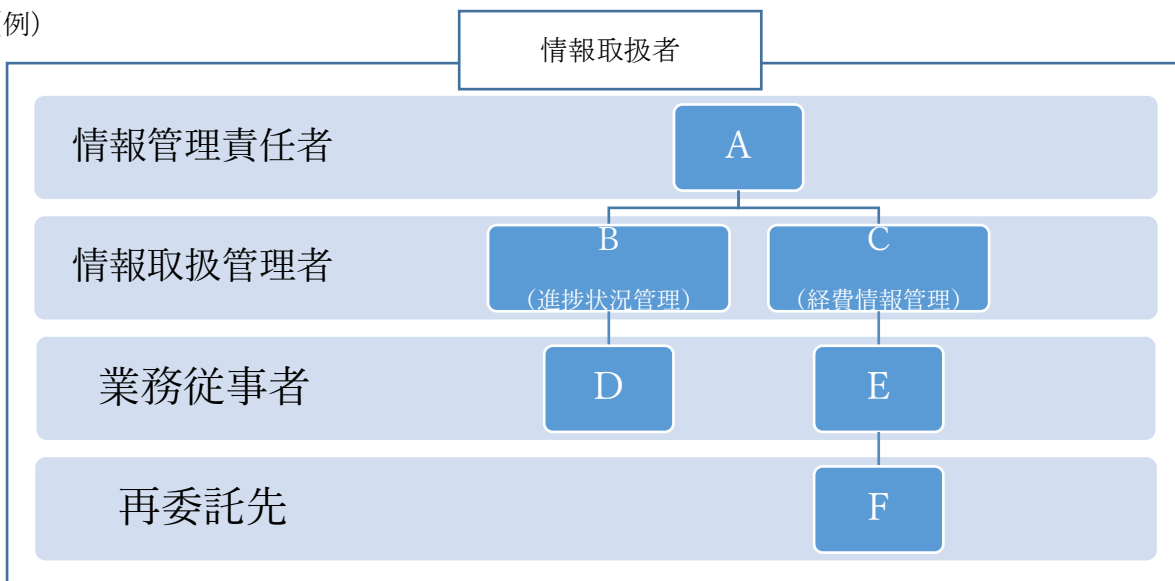 例）
情報取扱者
情報管理責任者
A
情報取扱管理者
B
（進捗状況管理）
C
（経費情報管理）
業務従事者
D
E
再委託先
F